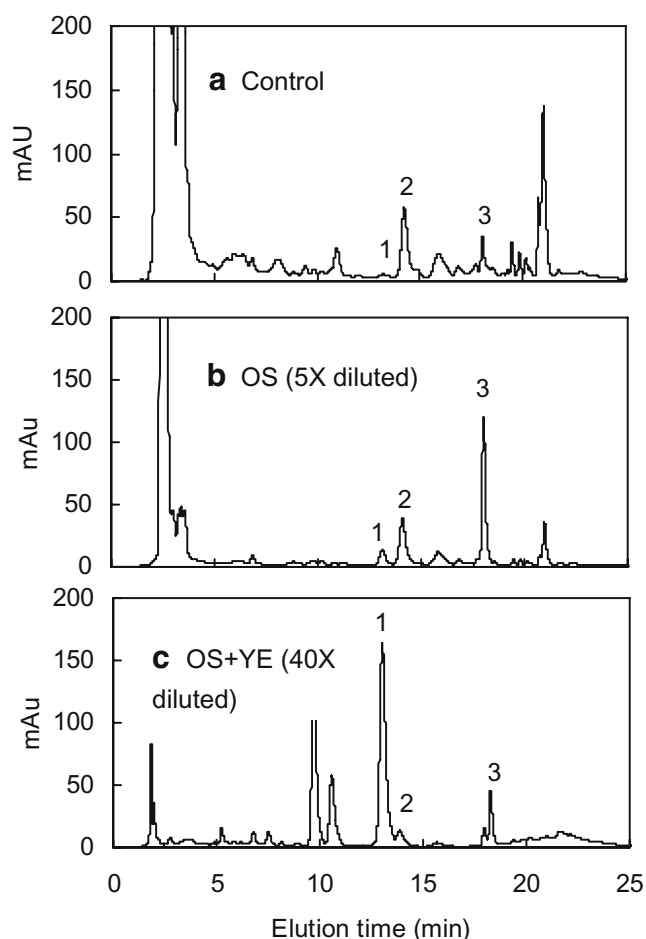 200
150
100
50
0
mAU
a Control
1
2
3
200
150
100
50
0
mAu
b OS (5X diluted)
1
2
3
200
150
100
50
0
mAu
c OS+YE (40X
diluted)
1
2
3
0 5 10 15 20 25
Elution time (min)